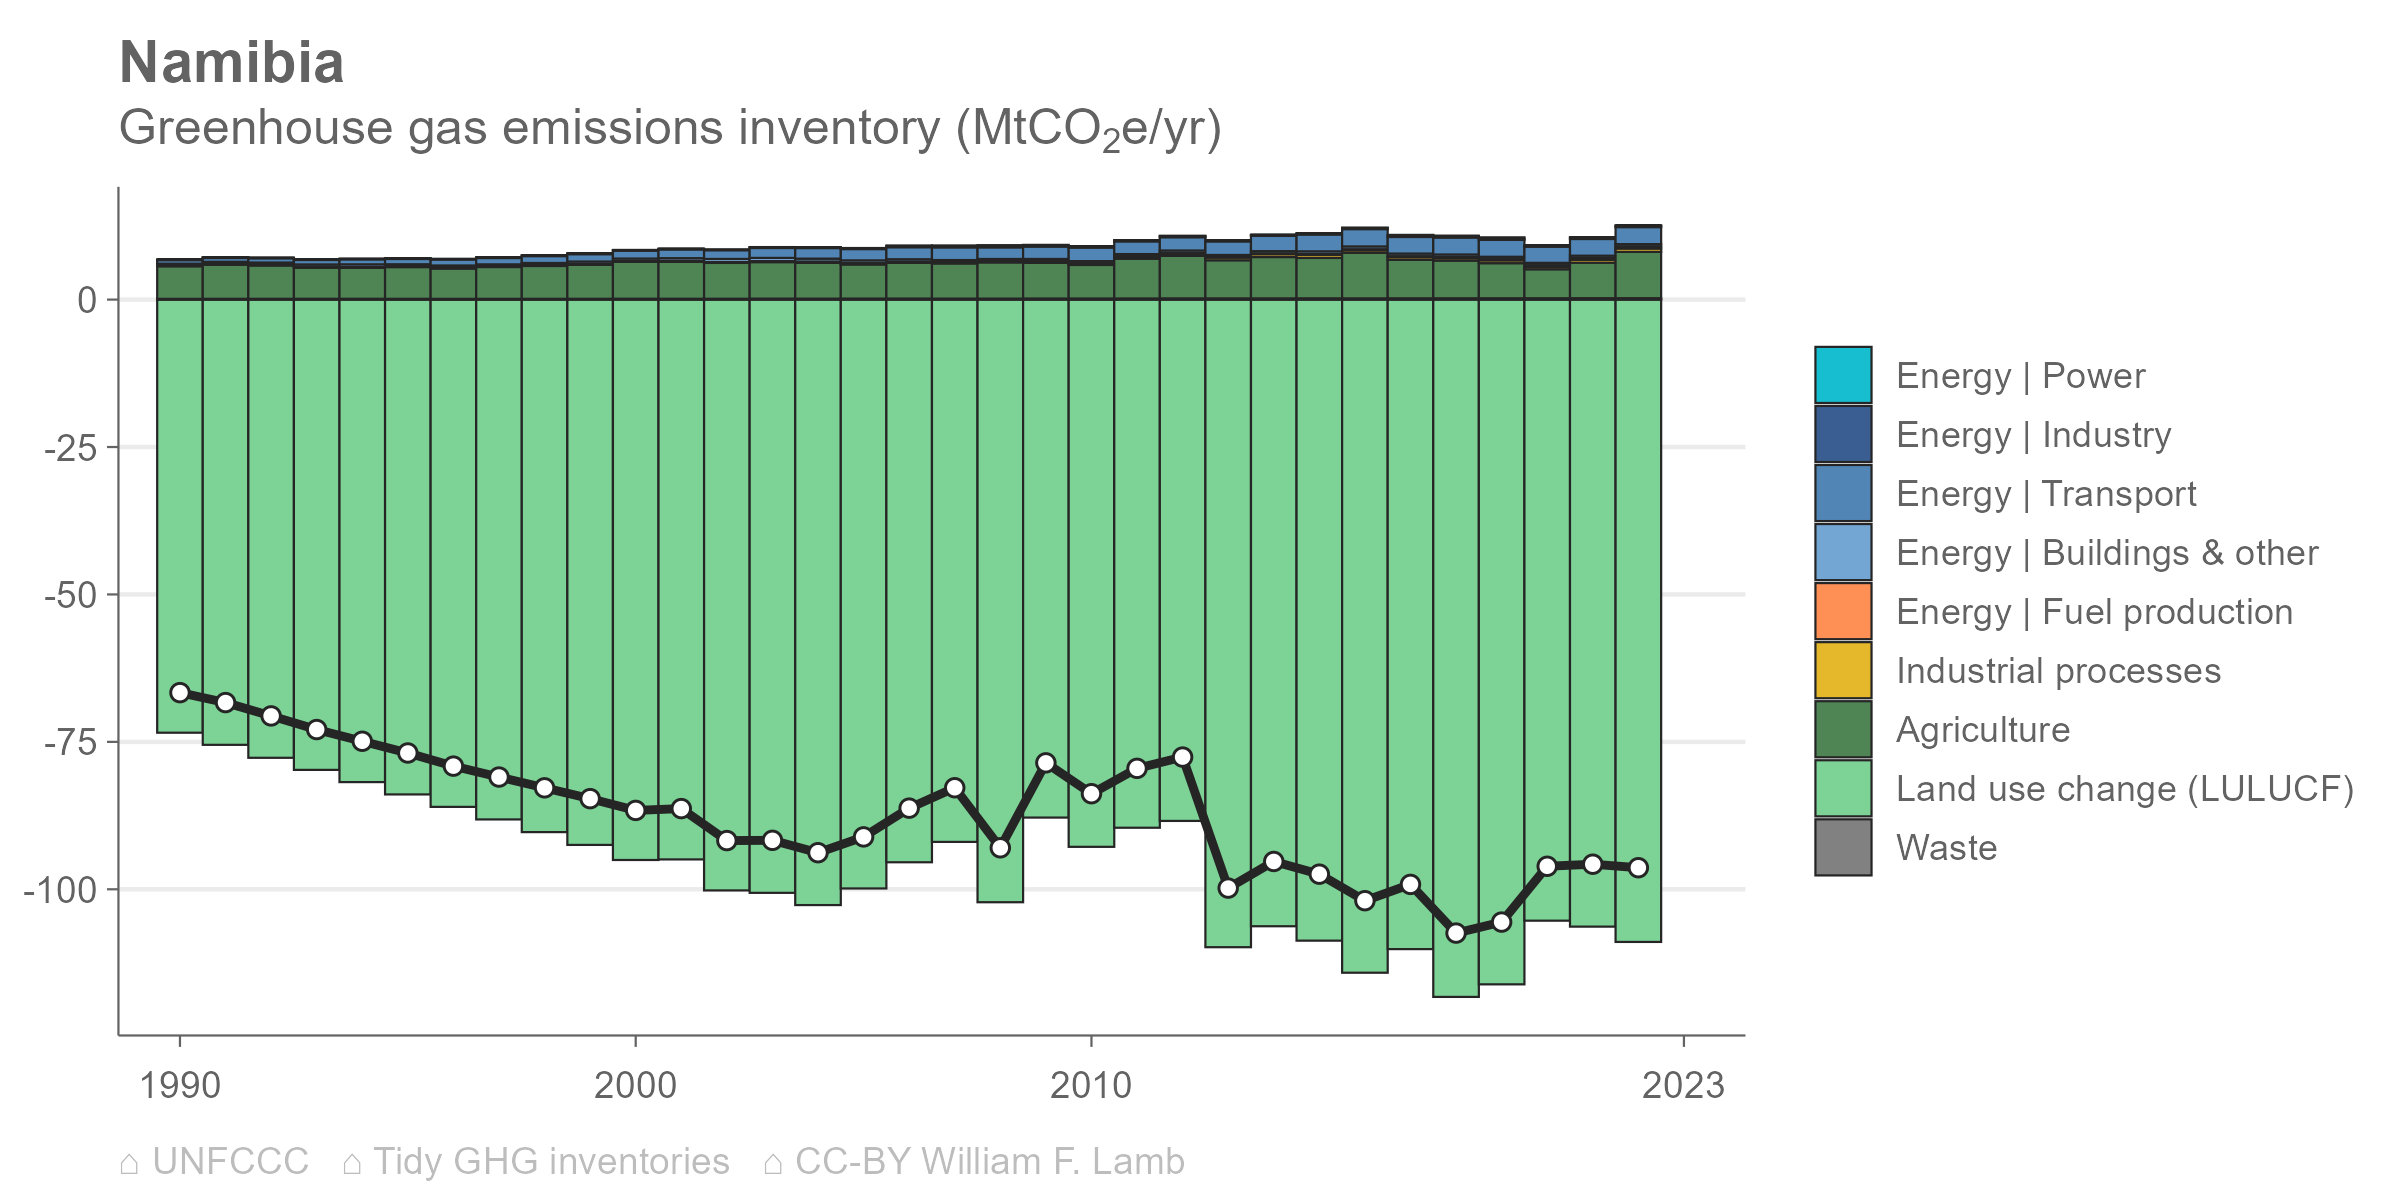 Namibia
Greenhouse gas emissions inventory (MtCO₂e/yr)
0
-25
-50
-75
-100
1990 2000 2010 2023
Energy | Power
Energy | Industry
Energy | Transport
Energy | Buildings & other
Energy | Fuel production
Industrial processes
Agriculture
Land use change (LULUCF)
Waste
⌂ UNFCCC ⌂ Tidy GHG inventories ⌂ CC-BY William F. Lamb